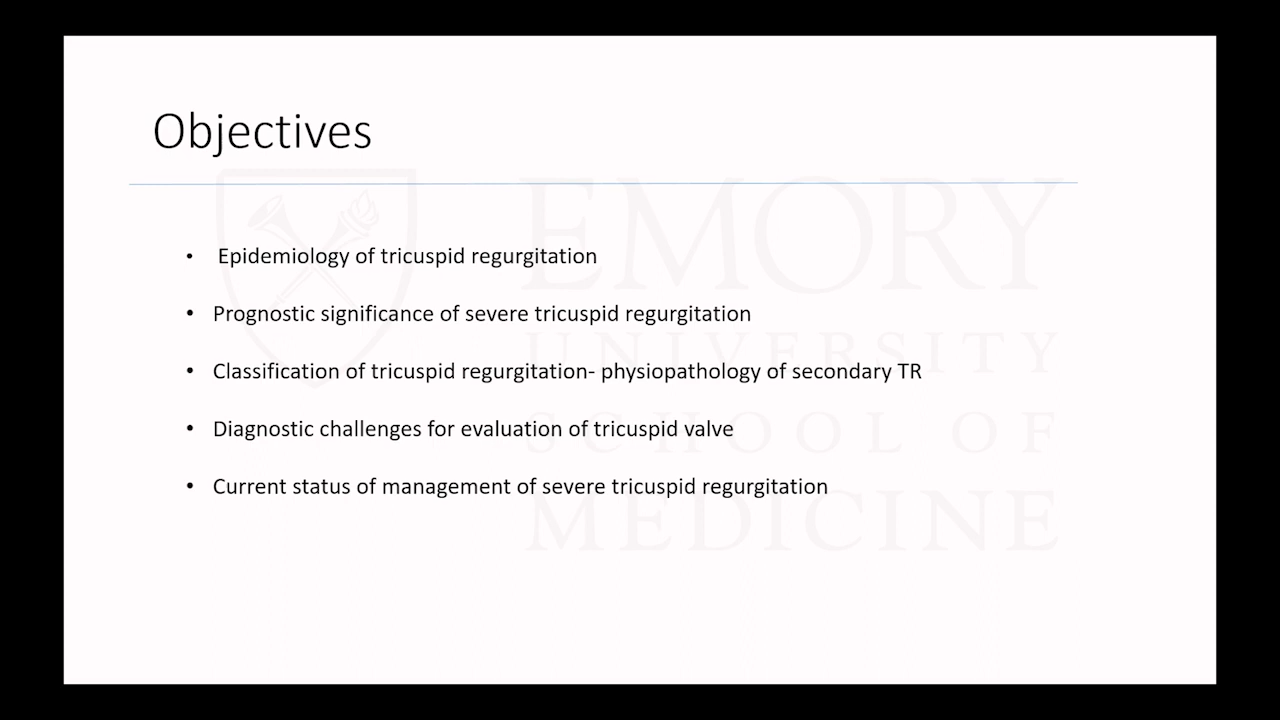 Objectives
• Epidemiology of tricuspid regurgitation
• Prognostic significance of severe tricuspid regurgitation
• Classification of tricuspid regurgitation- physiopathology of secondary TR
• Diagnostic challenges for evaluation of tricuspid valve
• Current status of management of severe tricuspid regurgitation
EMORY
UNIVERSITY
SCHOOL OF
MEDICINE